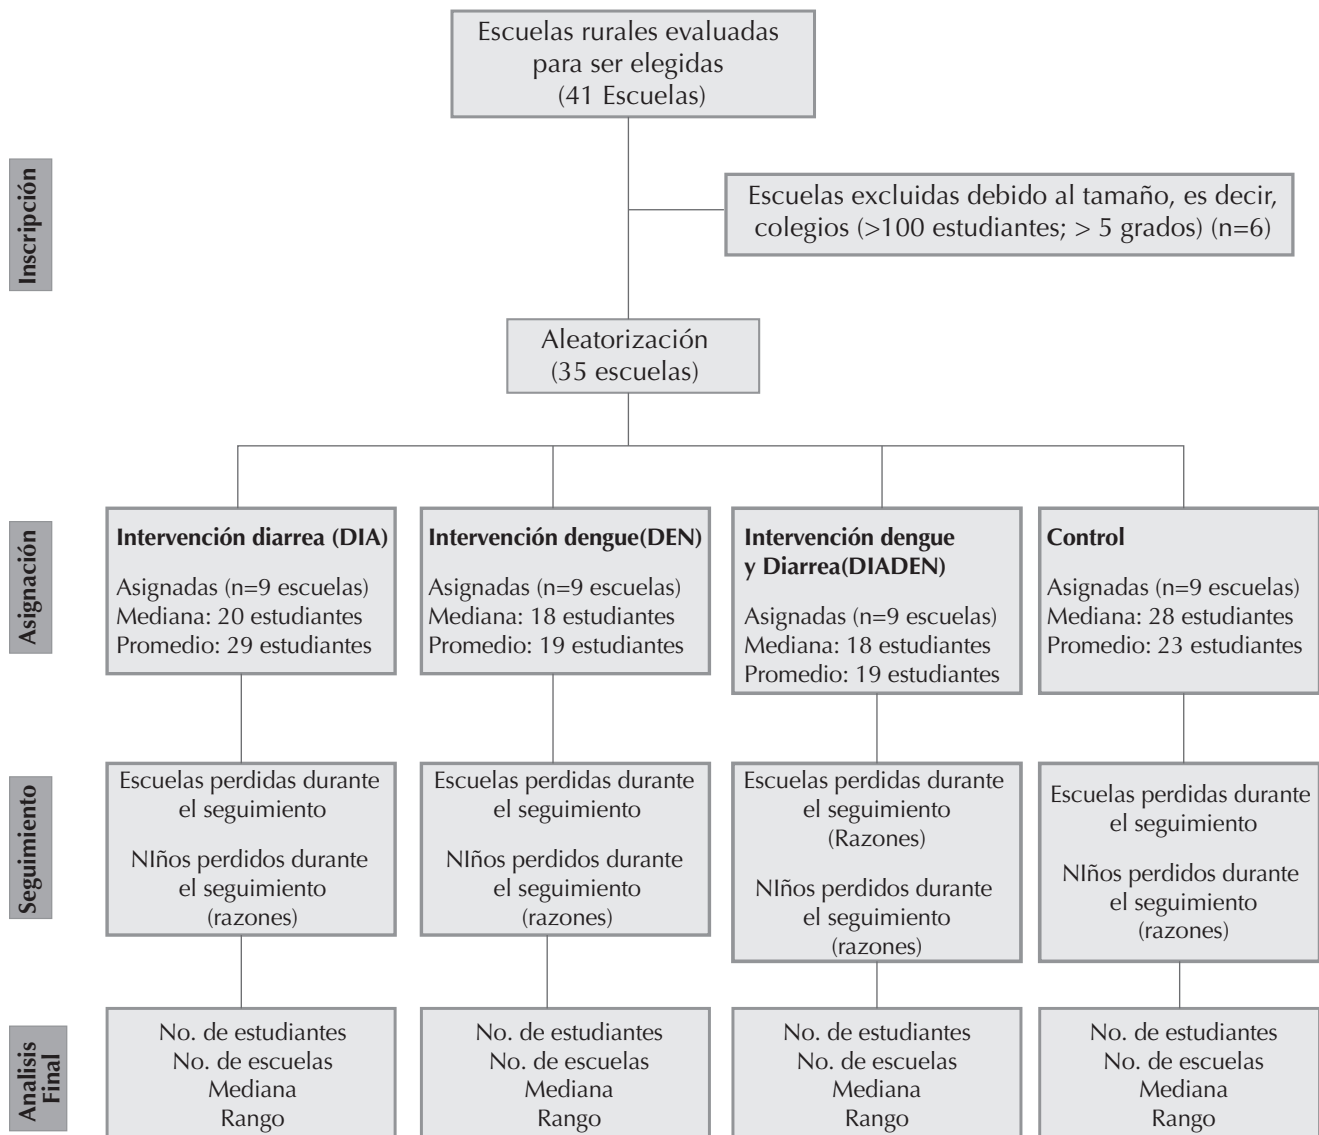 Escuelas rurales evaluadas
para ser elegidas
(41 Escuelas)
Inscripción
Escuelas excluidas debido al tamaño, es decir,
colegios (>100 estudiantes; > 5 grados) (n=6)
Aleatorización
(35 escuelas)
Asignación
Intervención diarrea (DIA)
Asignadas (n=9 escuelas)
Mediana: 20 estudiantes
Promedio: 29 estudiantes
Intervención dengue(DEN)
Asignadas (n=9 escuelas)
Mediana: 18 estudiantes
Promedio: 19 estudiantes
Intervención dengue
y Diarrea(DIADEN)
Asignadas (n=9 escuelas)
Mediana: 18 estudiantes
Promedio: 19 estudiantes
Control
Asignadas (n=9 escuelas)
Mediana: 28 estudiantes
Promedio: 23 estudiantes
Seguimiento
Escuelas perdidas durante
el seguimiento
NIños perdidos durante
el seguimiento
(razones)
Escuelas perdidas durante
el seguimiento
NIños perdidos durante
el seguimiento
(razones)
Escuelas perdidas durante
el seguimiento
(Razones)
NIños perdidos durante
el seguimiento
(razones)
Escuelas perdidas durante
el seguimiento
NIños perdidos durante
el seguimiento
(razones)
Analisis
Final
No. de estudiantes
No. de escuelas
Mediana
Rango
No. de estudiantes
No. de escuelas
Mediana
Rango
No. de estudiantes
No. de escuelas
Mediana
Rango
No. de estudiantes
No. de escuelas
Mediana
Rango